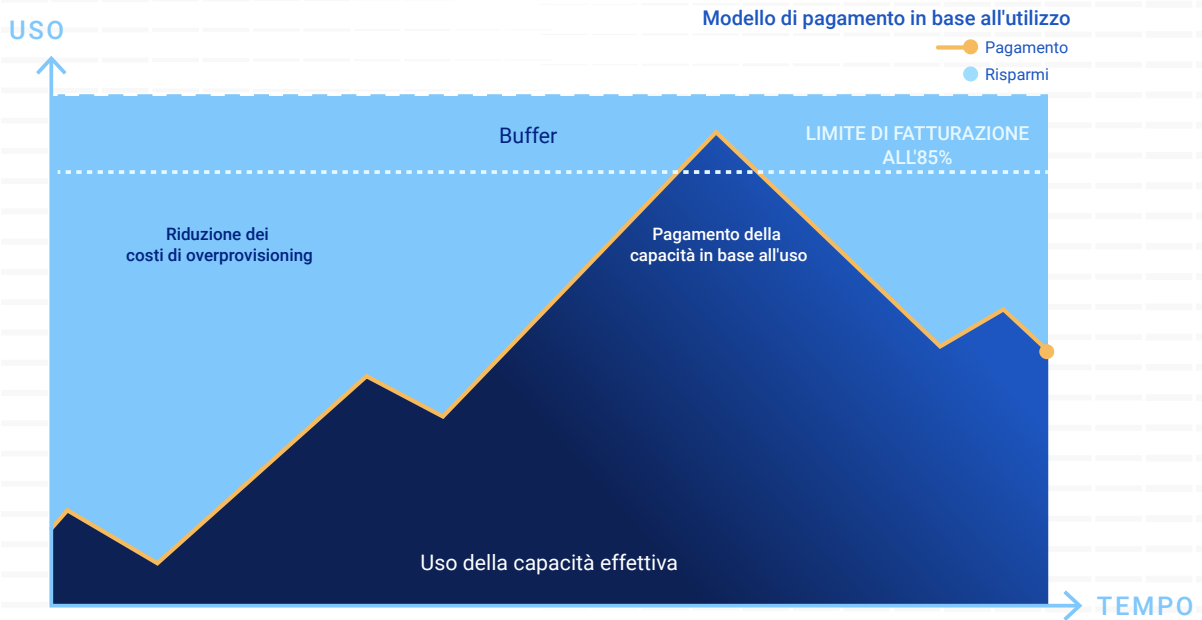 Modello di pagamento in base all'utilizzo
USO
Pagamento
Risparmi
Buffer
LIMITE DI FATTURAZIONE
ALL'85%
Riduzione dei
costi di overprovisioning
Pagamento della
capacità in base all'uso
Uso della capacità effettiva
TEMPO